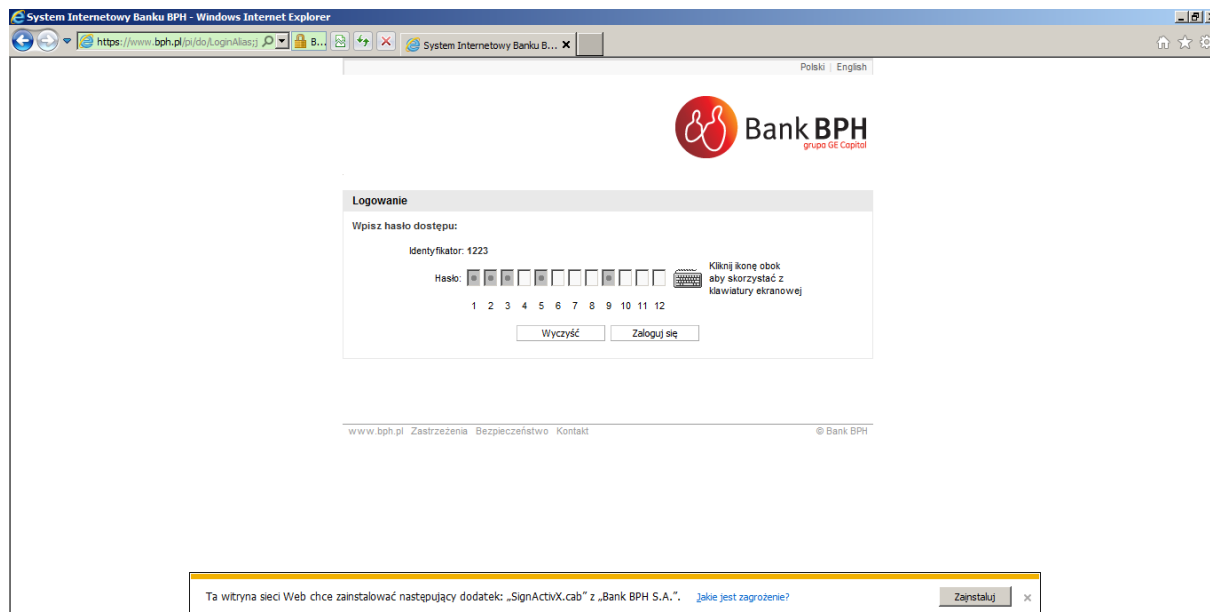 System Internetowy Banku BPH - Windows Internet Explorer
https://www.bph.pl/pi/do/LoginAlias;j
B...
System Internetowy Banku B...
Polski | English
Bank BPH
grupa GE Capital
Logowanie
Wpisz hasło dostępu:
Identyfikator: 1223
Hasło:
Kliknij ikonę obok
aby skorzystać z
klawiatury ekranowej
1 2 3 4 5 6 7 8 9 10 11 12
Wyczyść Zaloguj się
www.bph.pl Zastrzeżenia Bezpieczeństwo Kontakt © Bank BPH
Ta witryna sieci Web chce zainstalować następujący dodatek: „SignActivX.cab” z „Bank BPH S.A.”. Jakie jest zagrożenie? Zainstaluj